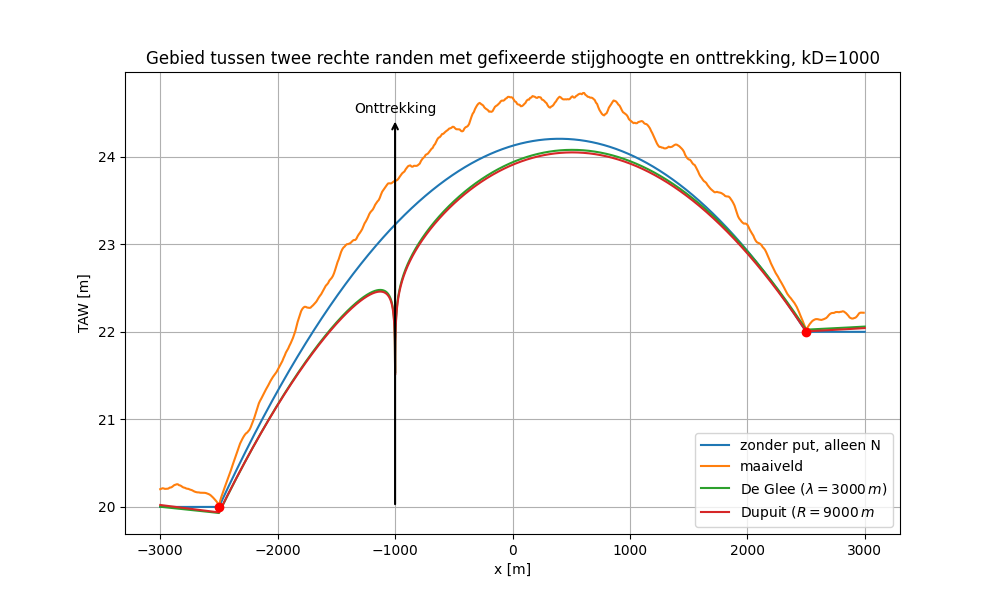 Gebied tussen twee rechte randen met gefixeerde stijghoogte en onttrekking, kD=1000
Onttrekking
TAW [m]
24
23
22
21
20
zonder put, alleen N
maaiveld
De Glee (λ = 3000 m)
Dupuit (R = 9000 m
−3000
−2000
−1000
0
1000
2000
3000
x [m]